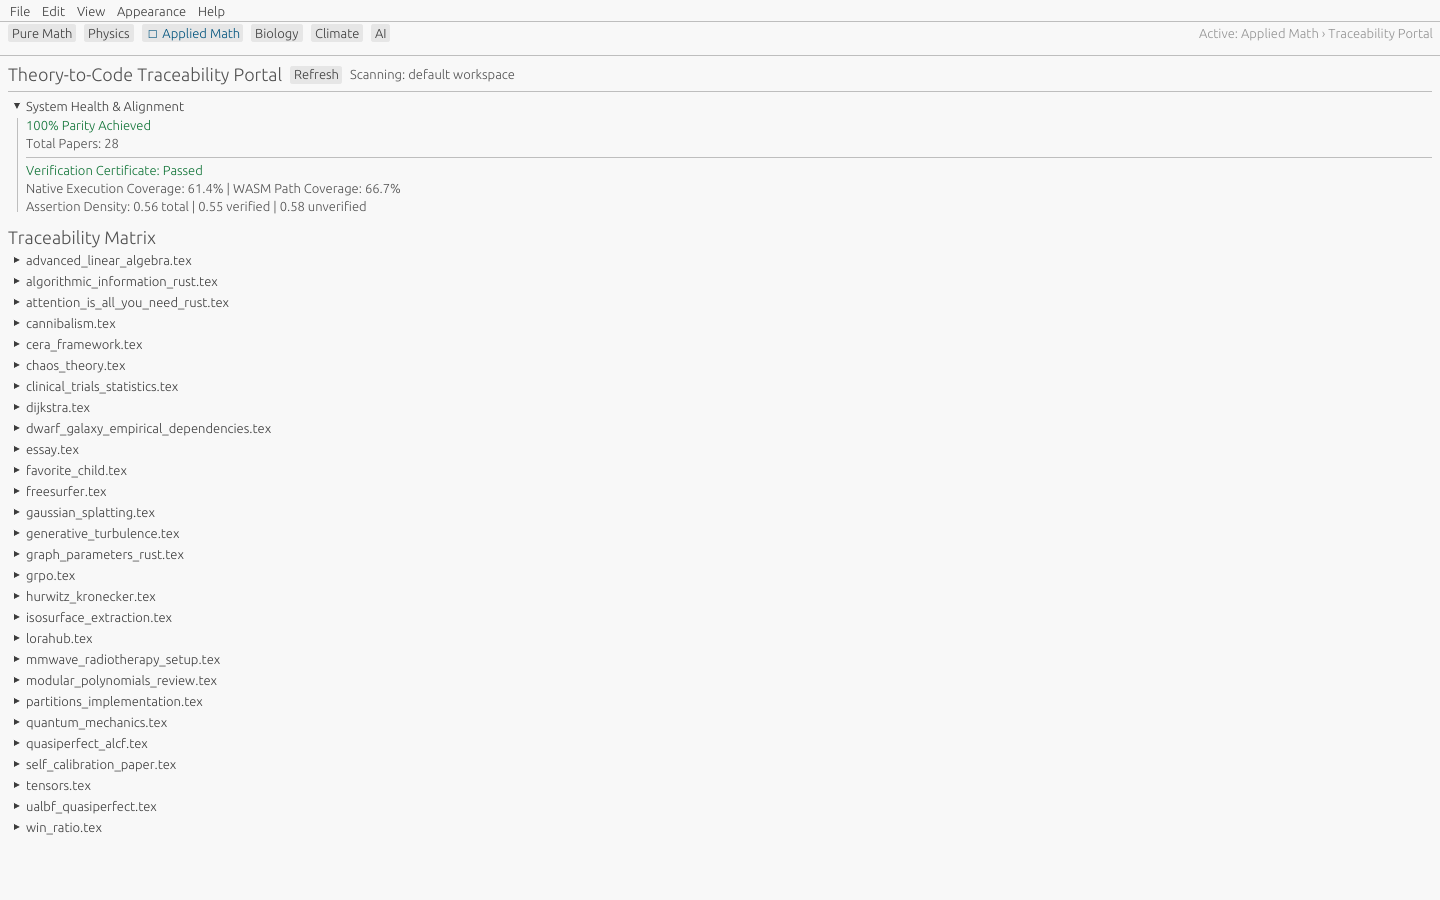 File Edit View Appearance Help
Pure Math Physics Applied Math Biology Climate AI Active: Applied Math › Traceability Portal
Theory-to-Code Traceability Portal Refresh Scanning: default workspace
System Health & Alignment
100% Parity Achieved
Total Papers: 28
Verification Certificate: Passed
Native Execution Coverage: 61.4% | WASM Path Coverage: 66.7%
Assertion Density: 0.56 total | 0.55 verified | 0.58 unverified
Traceability Matrix
advanced_linear_algebra.tex
algorithmic_information_rust.tex
attention_is_all_you_need_rust.tex
cannibalism.tex
cera_framework.tex
chaos_theory.tex
clinical_trials_statistics.tex
dijkstra.tex
dwarf_galaxy_empirical_dependencies.tex
essay.tex
favorite_child.tex
freesurfer.tex
gaussian_splatting.tex
generative_turbulence.tex
graph_parameters_rust.tex
grpo.tex
hurwitz_kronecker.tex
isosurface_extraction.tex
lorahub.tex
mmwave_radiotherapy_setup.tex
modular_polynomials_review.tex
partitions_implementation.tex
quantum_mechanics.tex
quasiperfect_alcf.tex
self_calibration_paper.tex
tensors.tex
ualbf_quasiperfect.tex
win_ratio.tex